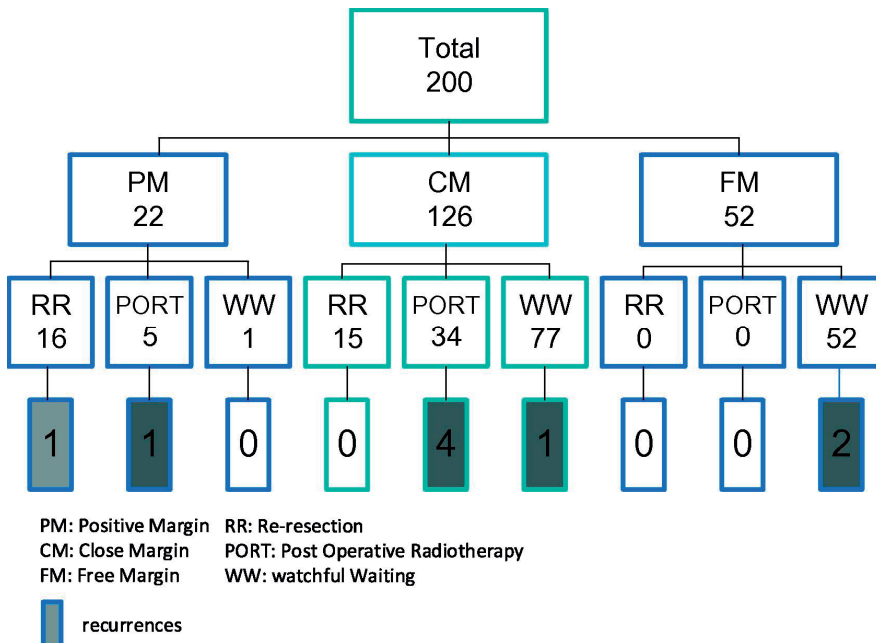 Total
200
PM
22
CM
126
FM
52
RR
16
PORT
5
WW
1
RR
15
PORT
34
WW
77
RR
0
PORT
0
WW
52
1
1
0
0
4
1
0
0
2
PM: Positive Margin RR: Re-resection
CM: Close Margin PORT: Post Operative Radiotherapy
FM: Free Margin WW: watchful Waiting
recurrences